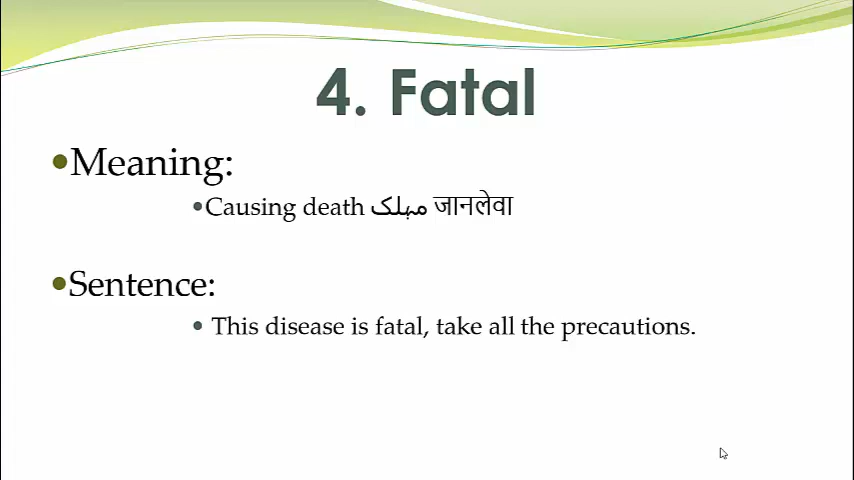 4. Fatal
•Meaning:
•Causing death مہلک जानलेवा
•Sentence:
• This disease is fatal, take all the precautions.